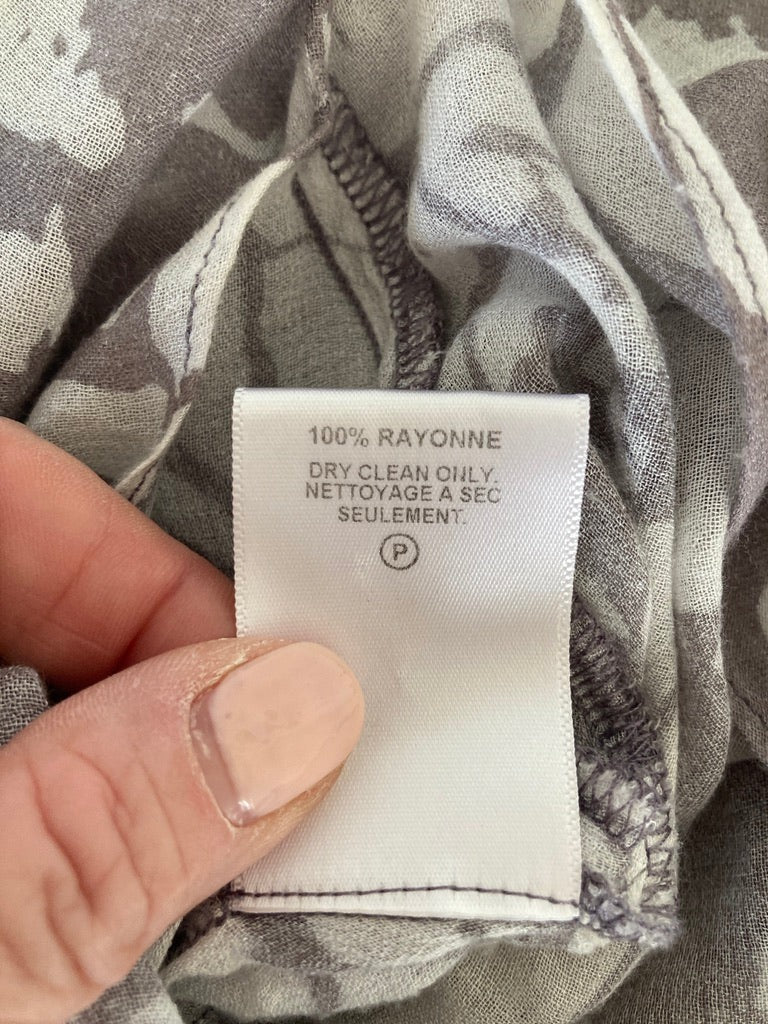 100% RAYONNE
DRY CLEAN ONLY.
NETTOYAGE A SEC
SEULEMENT.
P